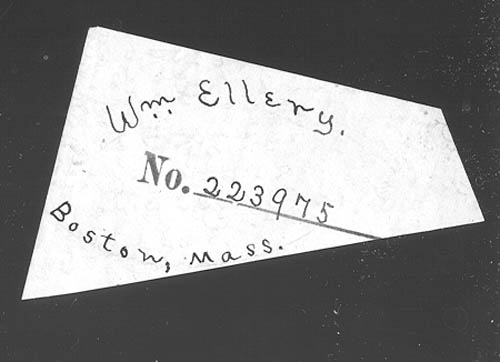 Wm Ellery.
No. 223975
Boston, Mass.